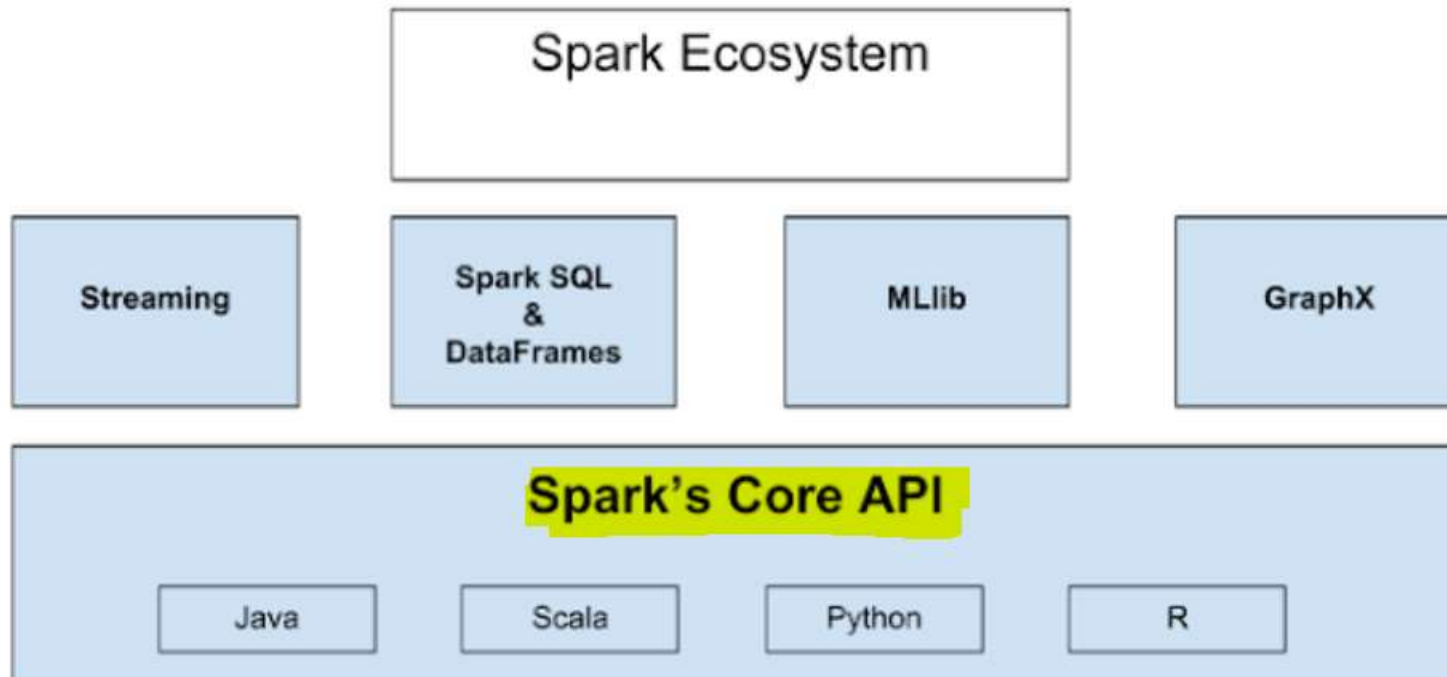 Spark Ecosystem
Streaming
Spark SQL
&
DataFrames
MLlib
GraphX
Spark’s Core API
Java
Scala
Python
R